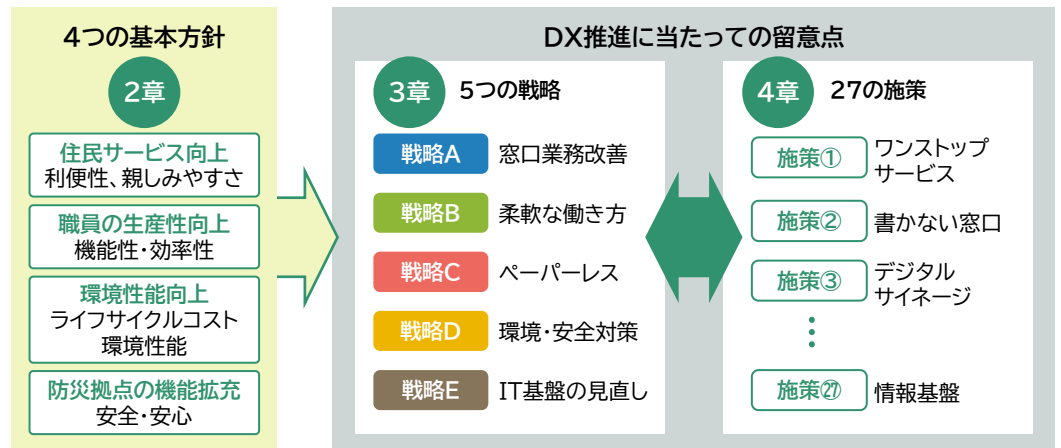 4つの基本方針
2章
住民サービス向上
利便性、親しみやすさ
職員の生産性向上
機能性・効率性
環境性能向上
ライフサイクルコスト
環境性能
防災拠点の機能拡充
安全・安心
DX推進に当たっての留意点
3章 5つの戦略
戦略A 窓口業務改善
戦略B 柔軟な働き方
戦略C ペーパーレス
戦略D 環境・安全対策
戦略E IT基盤の見直し
4章 27の施策
施策① ワンストップ
サービス
施策② 書かない窓口
施策③ デジタル
サイネージ
施策㉗ 情報基盤